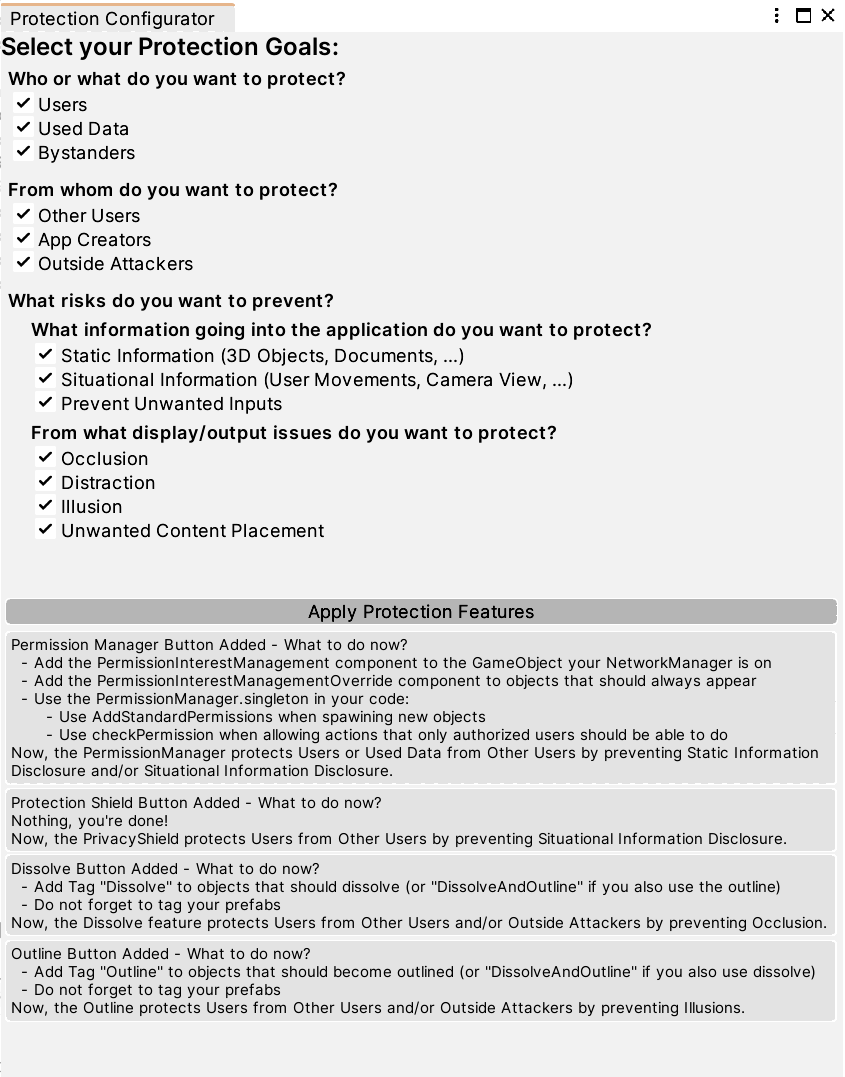 Protection Configurator
Select your Protection Goals:
Who or what do you want to protect?
Users
Used Data
Bystanders
From whom do you want to protect?
Other Users
App Creators
Outside Attackers
What risks do you want to prevent?
What information going into the application do you want to protect?
Static Information (3D Objects, Documents, ...)
Situational Information (User Movements, Camera View, ...)
Prevent Unwanted Inputs
From what display/output issues do you want to protect?
Occlusion
Distraction
Illusion
Unwanted Content Placement
Apply Protection Features
Permission Manager Button Added - What to do now?
- Add the PermissionInterestManagement component to the GameObject your NetworkManager is on
- Add the PermissionInterestManagementOverride component to objects that should always appear
- Use the PermissionManager.singleton in your code:
- Use AddStandardPermissions when spawining new objects
- Use checkPermission when allowing actions that only authorized users should be able to do
Now, the PermissionManager protects Users or Used Data from Other Users by preventing Static Information
Disclosure and/or Situational Information Disclosure.
Protection Shield Button Added - What to do now?
Nothing, you're done!
Now, the PrivacyShield protects Users from Other Users by preventing Situational Information Disclosure.
Dissolve Button Added - What to do now?
- Add Tag "Dissolve" to objects that should dissolve (or "DissolveAndOutline" if you also use the outline)
- Do not forget to tag your prefabs
Now, the Dissolve feature protects Users from Other Users and/or Outside Attackers by preventing Occlusion.
Outline Button Added - What to do now?
- Add Tag "Outline" to objects that should become outlined (or "DissolveAndOutline" if you also use dissolve)
- Do not forget to tag your prefabs
Now, the Outline protects Users from Other Users and/or Outside Attackers by preventing Illusions.